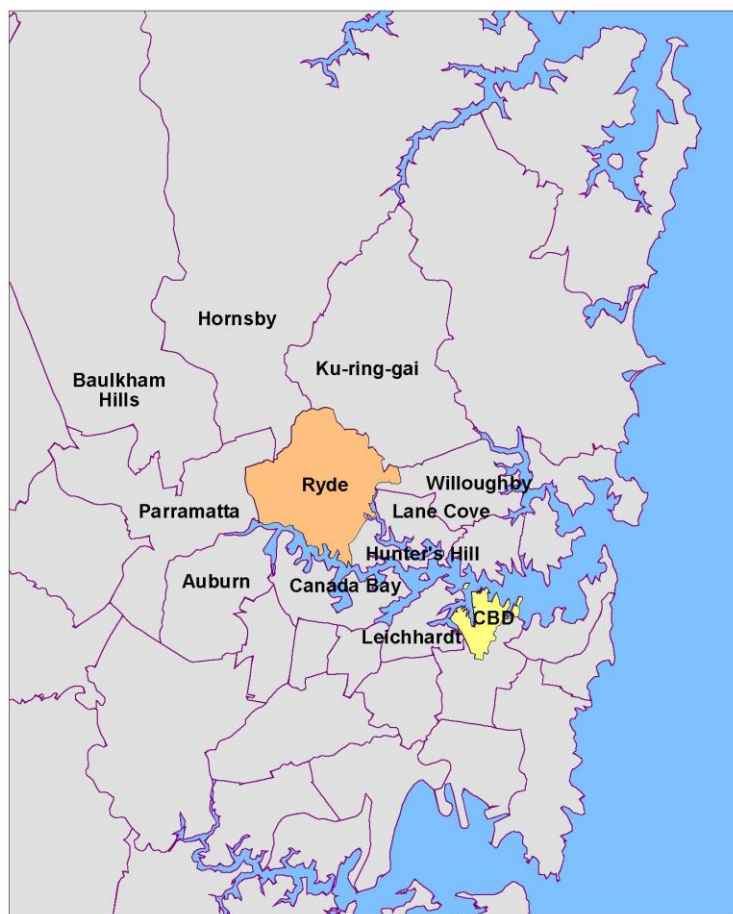 Hornsby
Ku-ring-gai
Baulkham
Hills
Ryde
Willoughby
Parramatta
Lane Cove
Hunter's Hill
Auburn
Canada Bay
CBD
Leichhardt